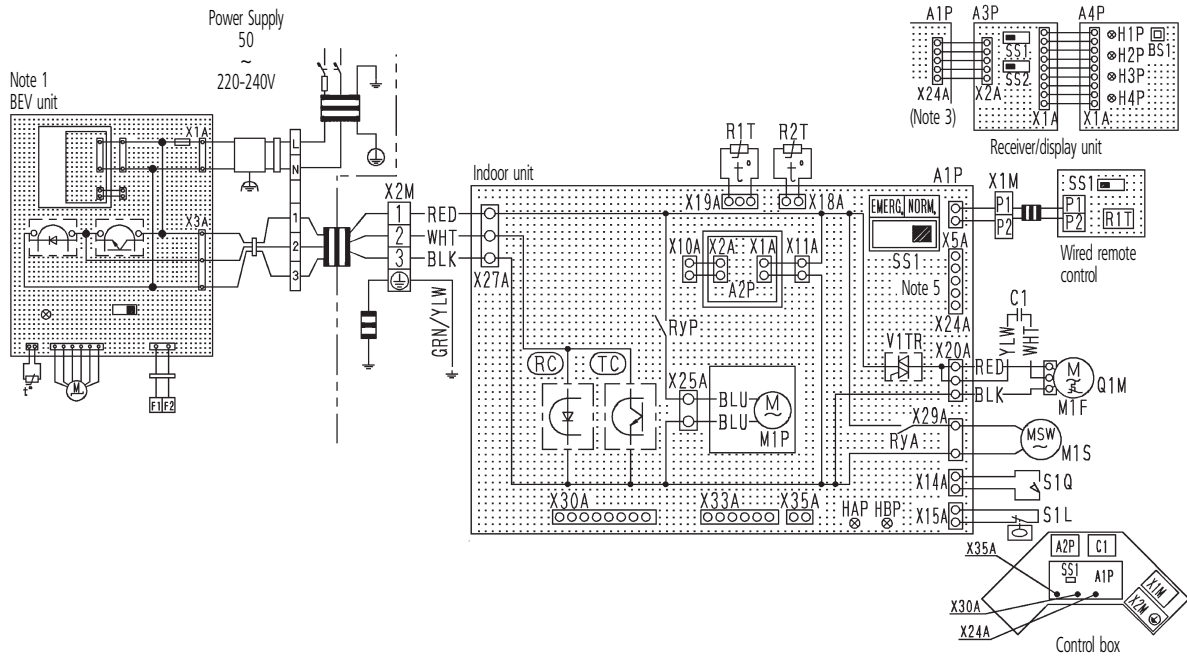 Power Supply
50
~
220-240V
Note 1
BEV unit
X1A
L
N
X3A
1
2
3
t°
M
F1 F2
X2M
1 RED
2 WHT
3 BLK
GRN/YLW
Indoor unit
X27A
R1T R2T
t° t°
X19A X18A
A1P
EMERG. NORM.
SS1
X10A X2A X1A X11A
A2P
X5A
Note 5
X24A
RyP
RC TC
X25A
BLU
BLU
M
M1P
V1TR
X20A
RED
BLK
YLW
C1
WHT
M
Q1M
M1F
X29A
RyA
MSW
M1S
X14A
S1Q
X15A
S1L
X30A X33A X35A
HAP HBP
A1P A3P A4P
SS1
SS2
X24A X2A
(Note 3)
X1A X1A
H1P
H2P
H3P
H4P
BS1
Receiver/display unit
X1M
P1
P2
SS1
P1
P2
R1T
Wired remote
control
X35A
A2P C1
SS1
A1P
X1M
X2M
X30A
X24A
Control box